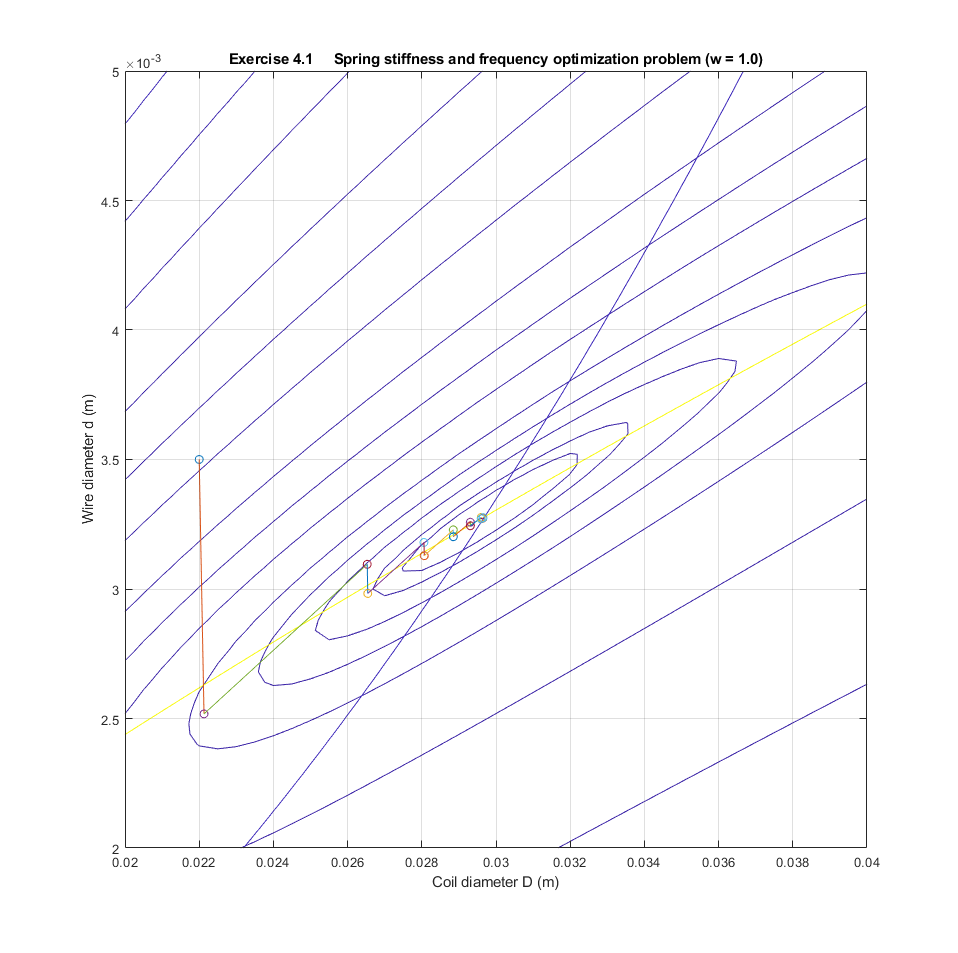 Exercise 4.1 Spring stiffness and frequency optimization problem (w = 1.0)
×10⁻³
5
4.5
4
3.5
3
2.5
2
Wire diameter d (m)
0.02 0.022 0.024 0.026 0.028 0.03 0.032 0.034 0.036 0.038 0.04
Coil diameter D (m)